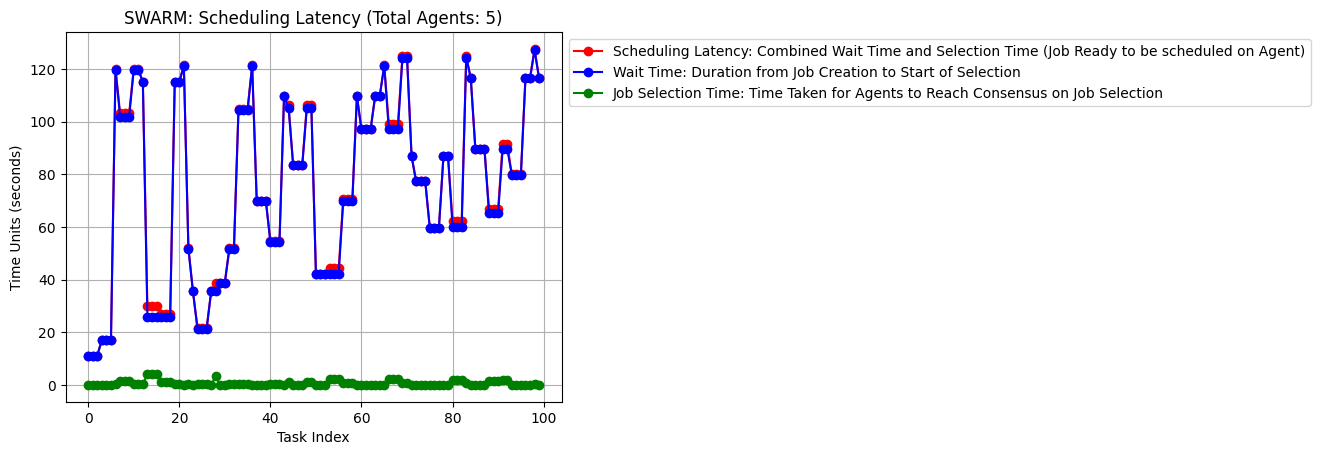 SWARM: Scheduling Latency (Total Agents: 5)
Scheduling Latency: Combined Wait Time and Selection Time (Job Ready to be scheduled on Agent)
Wait Time: Duration from Job Creation to Start of Selection
Job Selection Time: Time Taken for Agents to Reach Consensus on Job Selection
Time Units (seconds)
120
100
80
60
40
20
0
0 20 40 60 80 100
Task Index